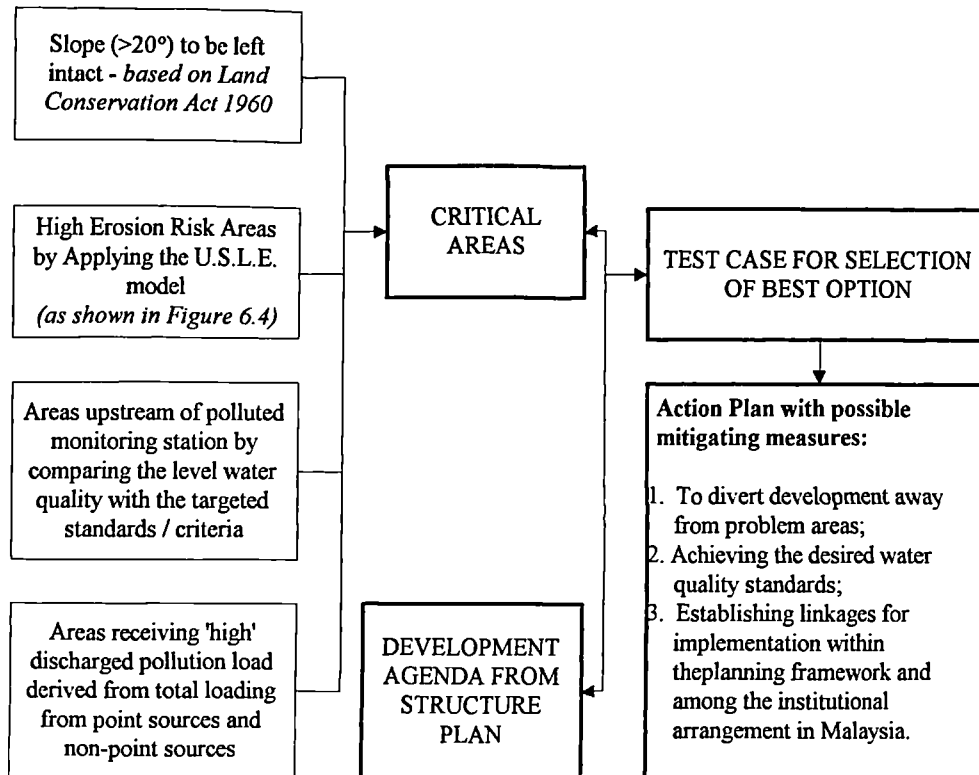 Slope (>20°) to be left
intact - based on Land
Conservation Act 1960
High Erosion Risk Areas
by Applying the U.S.L.E.
model
(as shown in Figure 6.4)
Areas upstream of polluted
monitoring station by
comparing the level water
quality with the targeted
standards / criteria
Areas receiving 'high'
discharged pollution load
derived from total loading
from point sources and
non-point sources
CRITICAL
AREAS
DEVELOPMENT
AGENDA FROM
STRUCTURE
PLAN
TEST CASE FOR SELECTION
OF BEST OPTION
Action Plan with possible
mitigating measures:
1. To divert development away
from problem areas;
2. Achieving the desired water
quality standards;
3. Establishing linkages for
implementation within
theplanning framework and
among the institutional
arrangement in Malaysia.